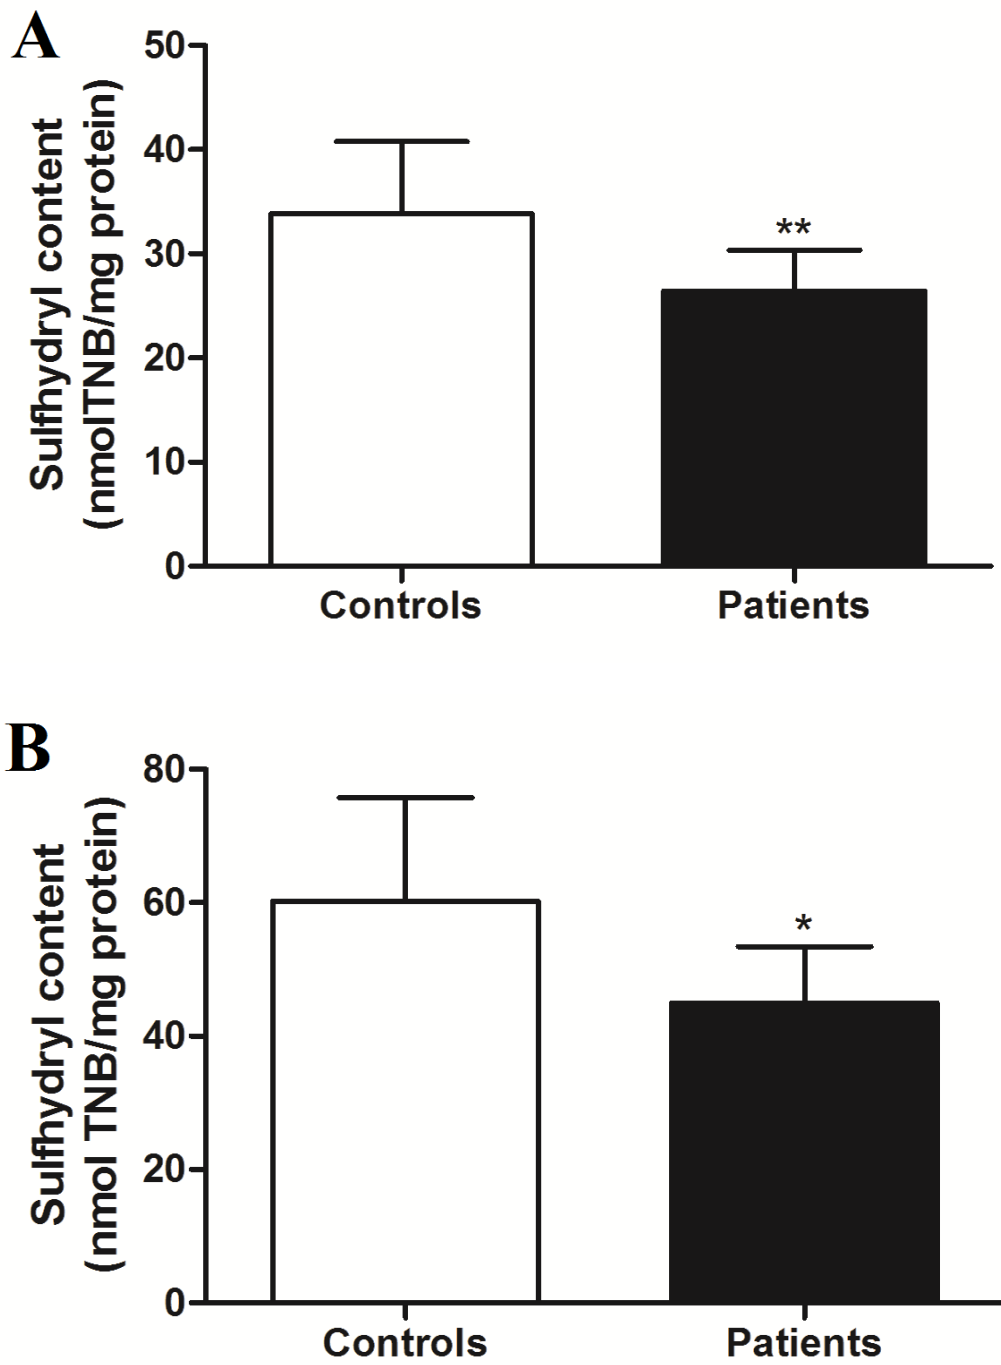 A
Sulfhydryl content
(nmolTNB/mg protein)
50
40
30
20
10
0
**
Controls
Patients
B
Sulfhydryl content
(nmol TNB/mg protein)
80
60
40
20
0
*
Controls
Patients